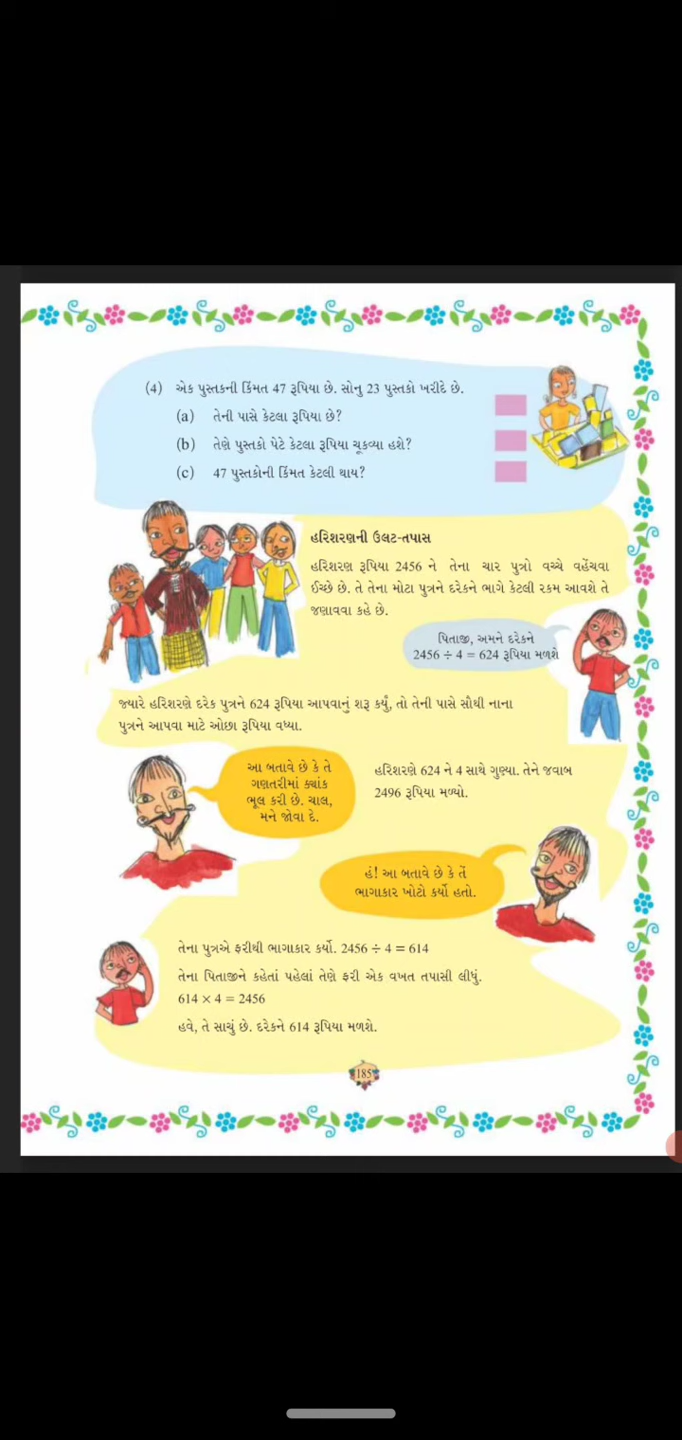 (4) એક પુસ્તકની કિંમત 47 રૂપિયા છે. સોનુ 23 પુસ્તકો ખરીદે છે.
(a) તેની પાસે કેટલા રૂપિયા છે?
(b) તેણે પુસ્તકો પેટે કેટલા રૂપિયા ચૂકવ્યા હશે?
(c) 47 પુસ્તકોની કિંમત કેટલી થાય?
હરિશરણની ઉલટ-તપાસ
હરિશરણ રૂપિયા 2456 ને તેના ચાર પુત્રો વચ્ચે વહેંચવા
ઈચ્છે છે. તે તેના મોટા પુત્રને દરેકને ભાગે કેટલી રકમ આવશે તે
જણાવવા કહે છે.
પિતાજી, અમને દરેકને
2456 ÷ 4 = 624 રૂપિયા મળશે
જ્યારે હરિશરણે દરેક પુત્રને 624 રૂપિયા આપવાનું શરૂ કર્યું, તો તેની પાસે સૌથી નાના
પુત્રને આપવા માટે ઓછા રૂપિયા વધ્યા.
આ બતાવે છે કે તે
ગણતરીમાં ક્યાંક
ભૂલ કરી છે. ચાલ,
મને જોવા દે.
હરિશરણે 624 ને 4 સાથે ગુણ્યા. તેને જવાબ
2496 રૂપિયા મળ્યો.
હં! આ બતાવે છે કે તેં
ભાગાકાર ખોટો કર્યો હતો.
તેના પુત્રએ ફરીથી ભાગાકાર કર્યો. 2456 ÷ 4 = 614
તેના પિતાજીને કહેતાં પહેલાં તેણે ફરી એક વખત તપાસી લીધું.
614 × 4 = 2456
હવે, તે સાચું છે. દરેકને 614 રૂપિયા મળશે.
185